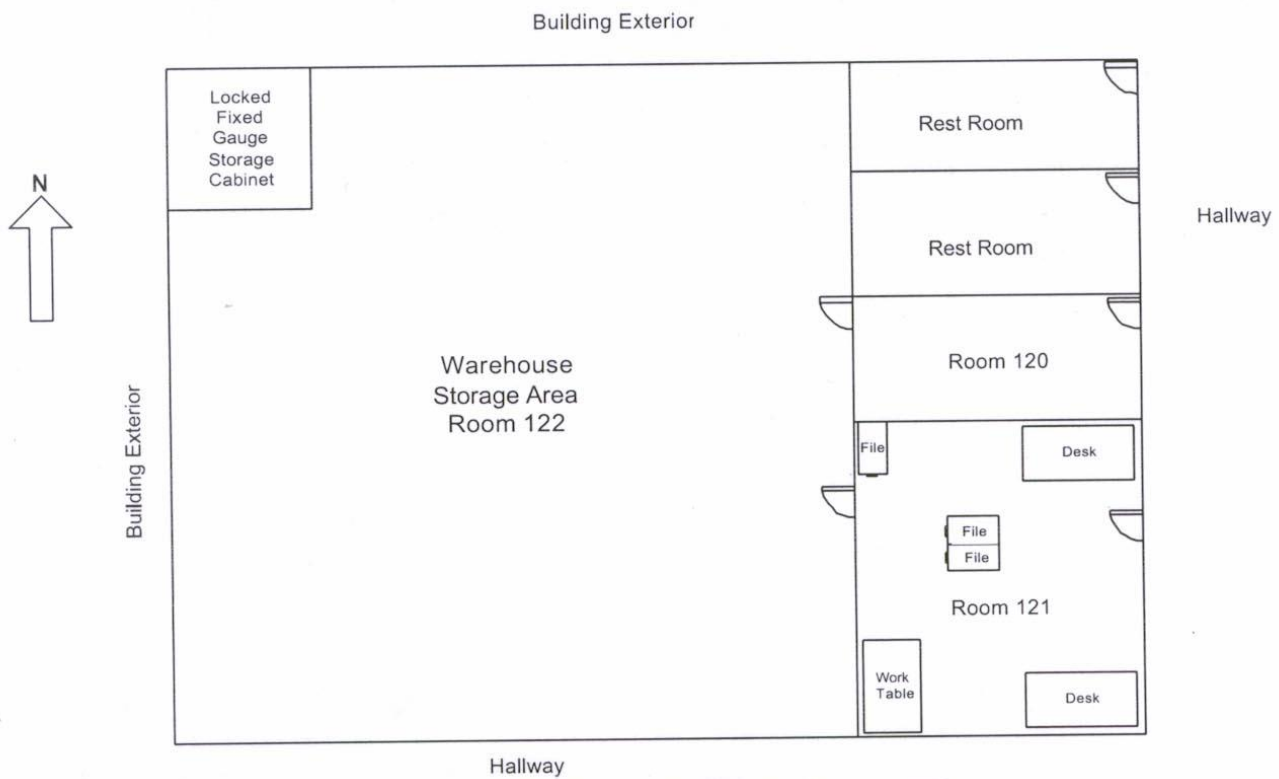 Building Exterior
Locked
Fixed
Gauge
Storage
Cabinet
Rest Room
N
Hallway
Rest Room
Warehouse
Storage Area
Room 122
Room 120
Building Exterior
File
Desk
File
File
Room 121
Work
Table
Desk
Hallway